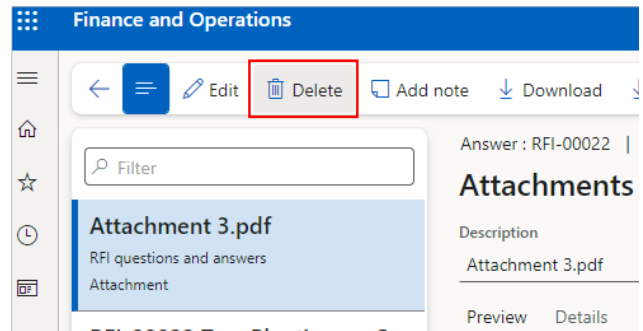 Finance and Operations
Edit Delete Add note Download
Filter
Attachment 3.pdf
RFI questions and answers
Attachment
Answer : RFI-00022 |
Attachments
Description
Attachment 3.pdf
Preview Details